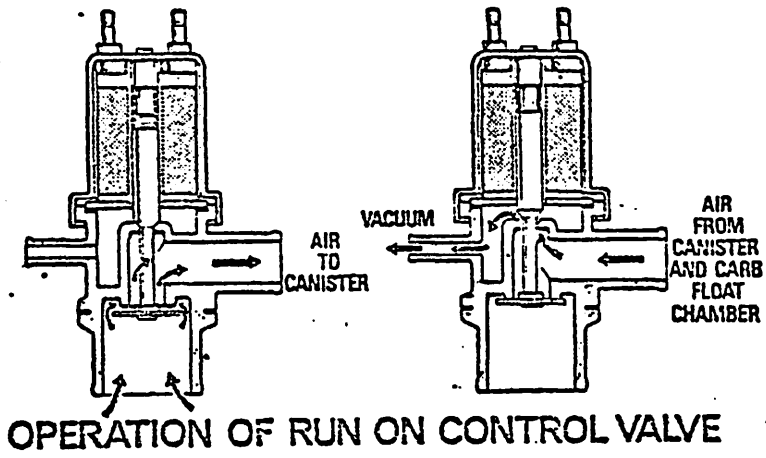 AIR
TO
CANISTER
VACUUM
AIR
FROM
CANISTER
AND CARB
FLOAT
CHAMBER
OPERATION OF RUN ON CONTROL VALVE